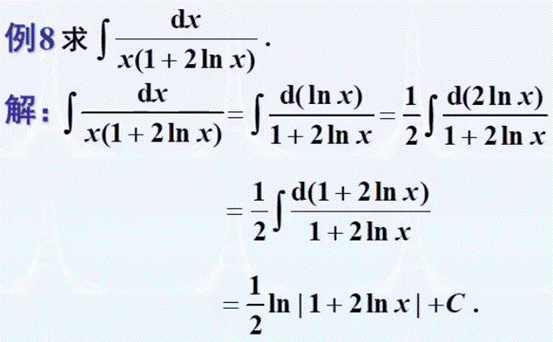 例8 求 ∫ dx / x(1 + 2 ln x) .
解: ∫ dx / x(1 + 2 ln x) = ∫ d(ln x) / 1 + 2 ln x = 1/2 ∫ d(2 ln x) / 1 + 2 ln x
= 1/2 ∫ d(1 + 2 ln x) / 1 + 2 ln x
= 1/2 ln | 1 + 2 ln x | + C .